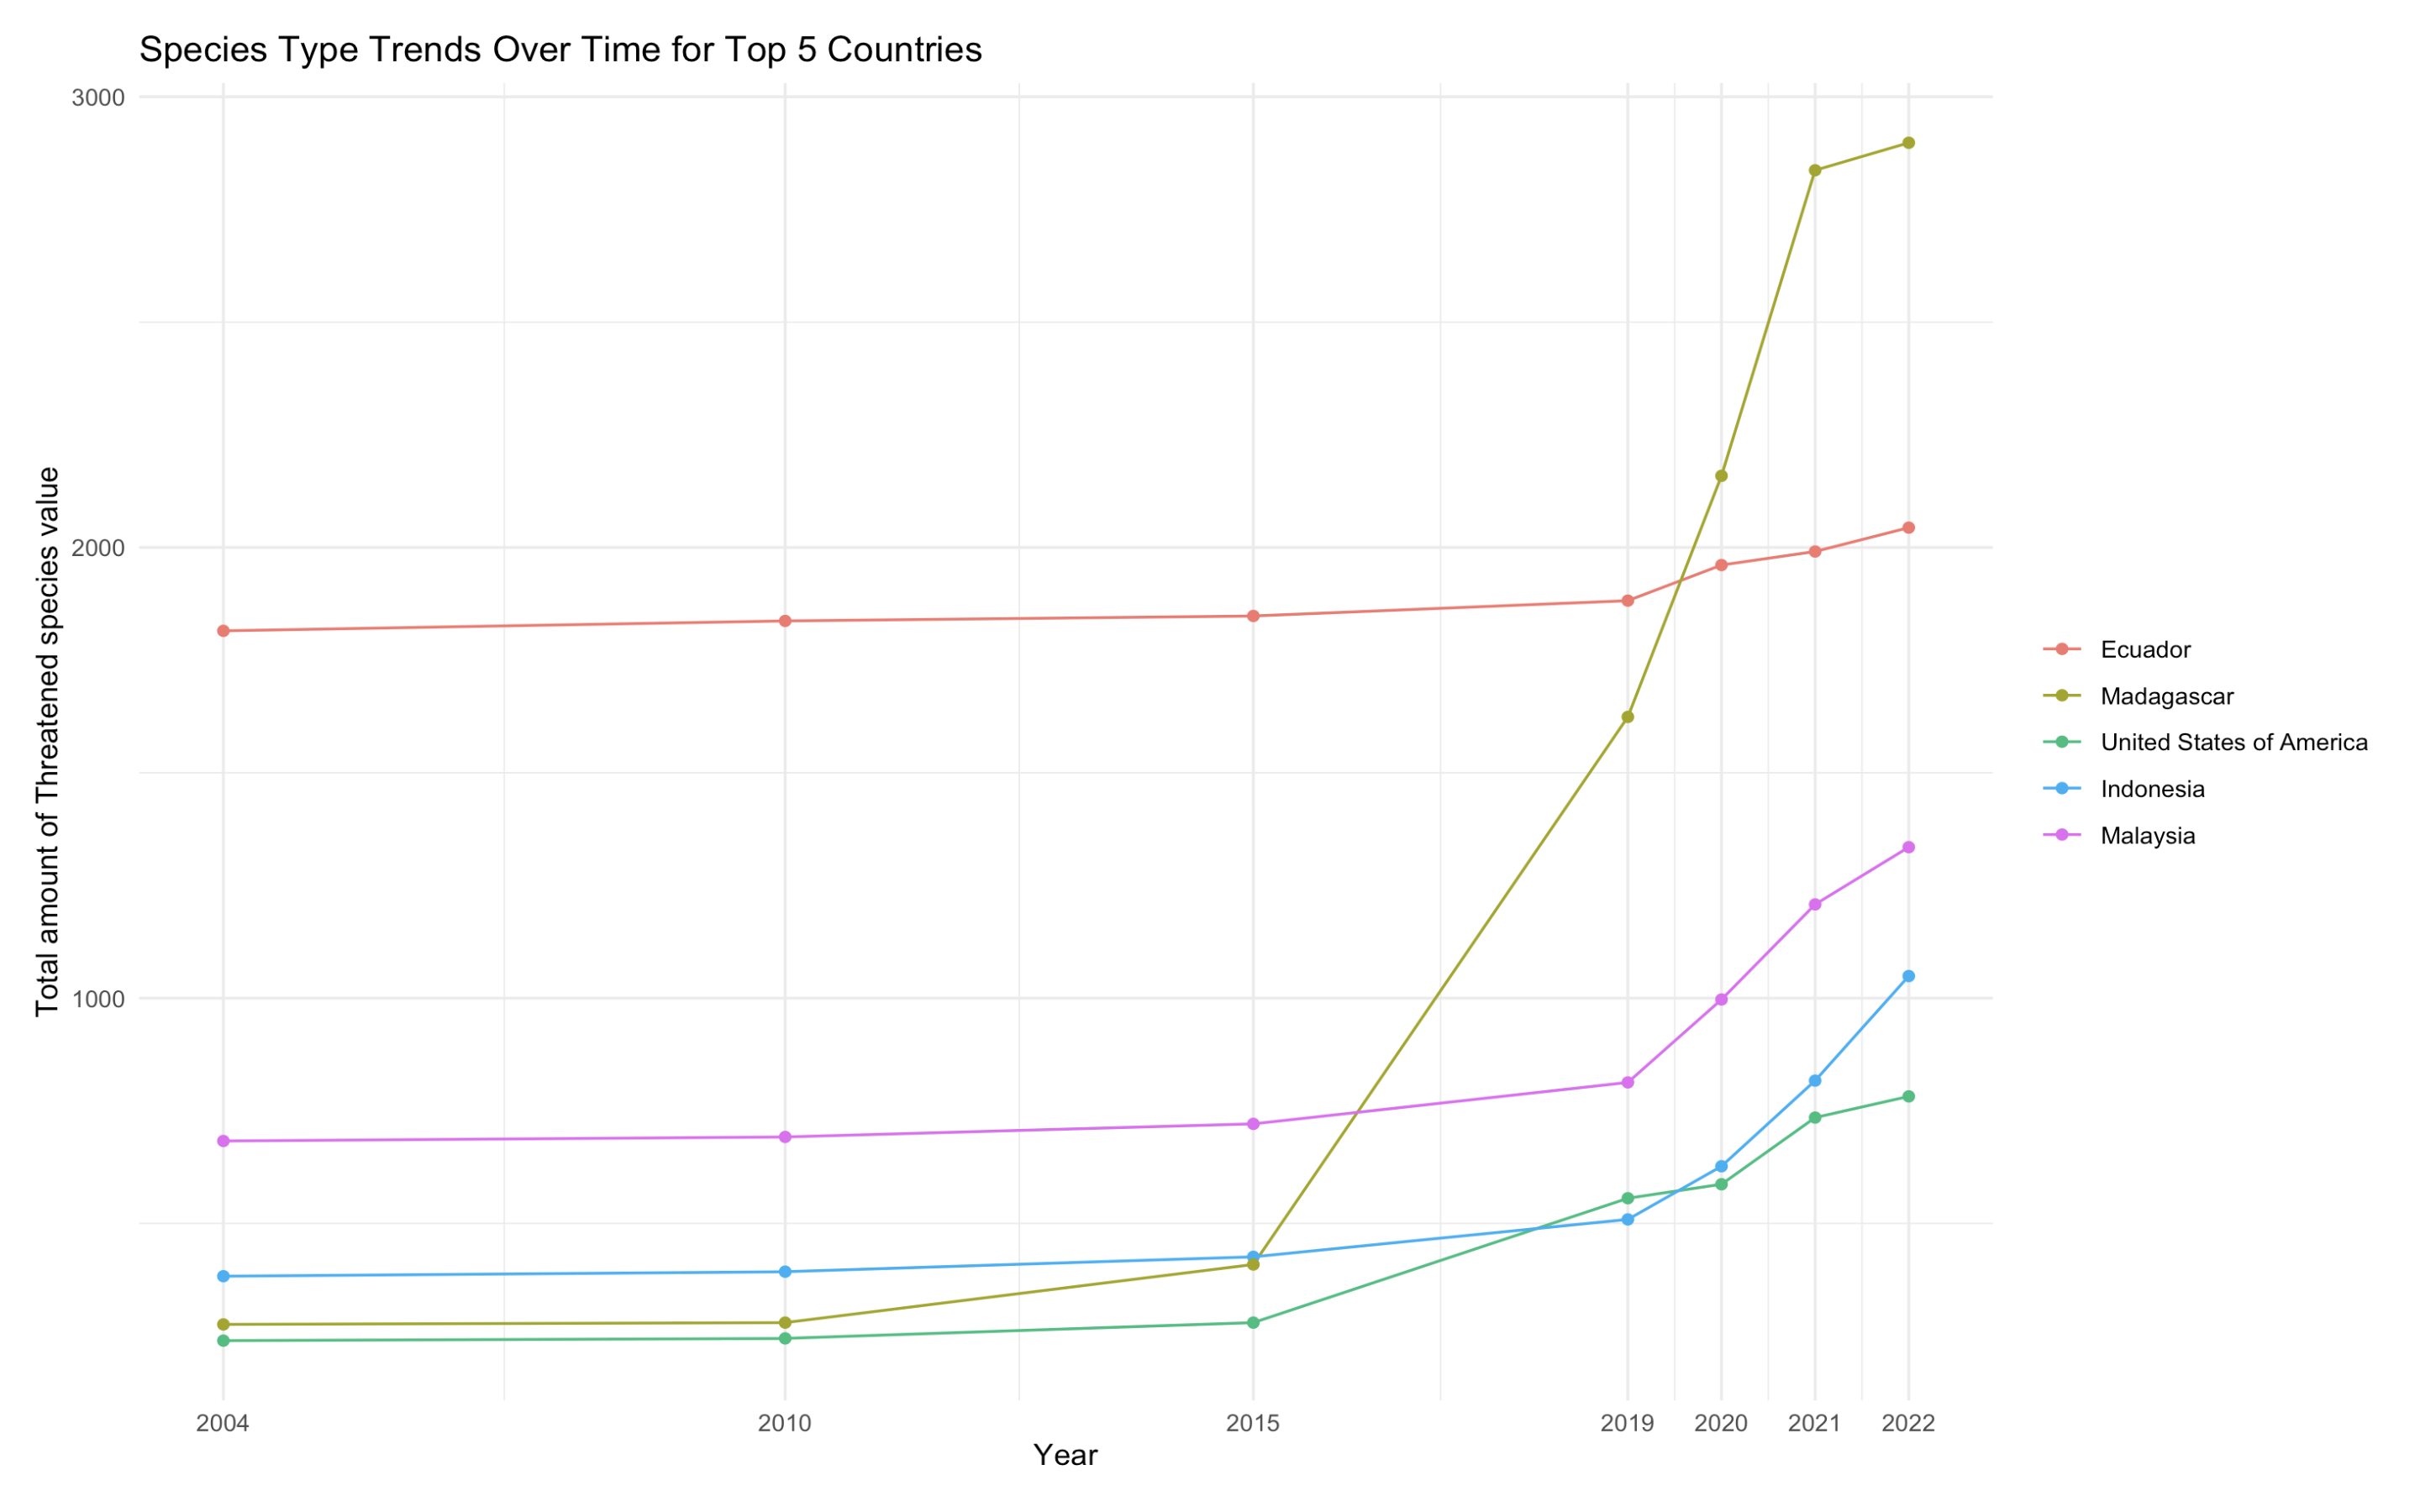 Species Type Trends Over Time for Top 5 Countries
Total amount of Threatened species value
3000
2000
1000
2004
2010
2015
2019
2020
2021
2022
Year
Ecuador
Madagascar
United States of America
Indonesia
Malaysia